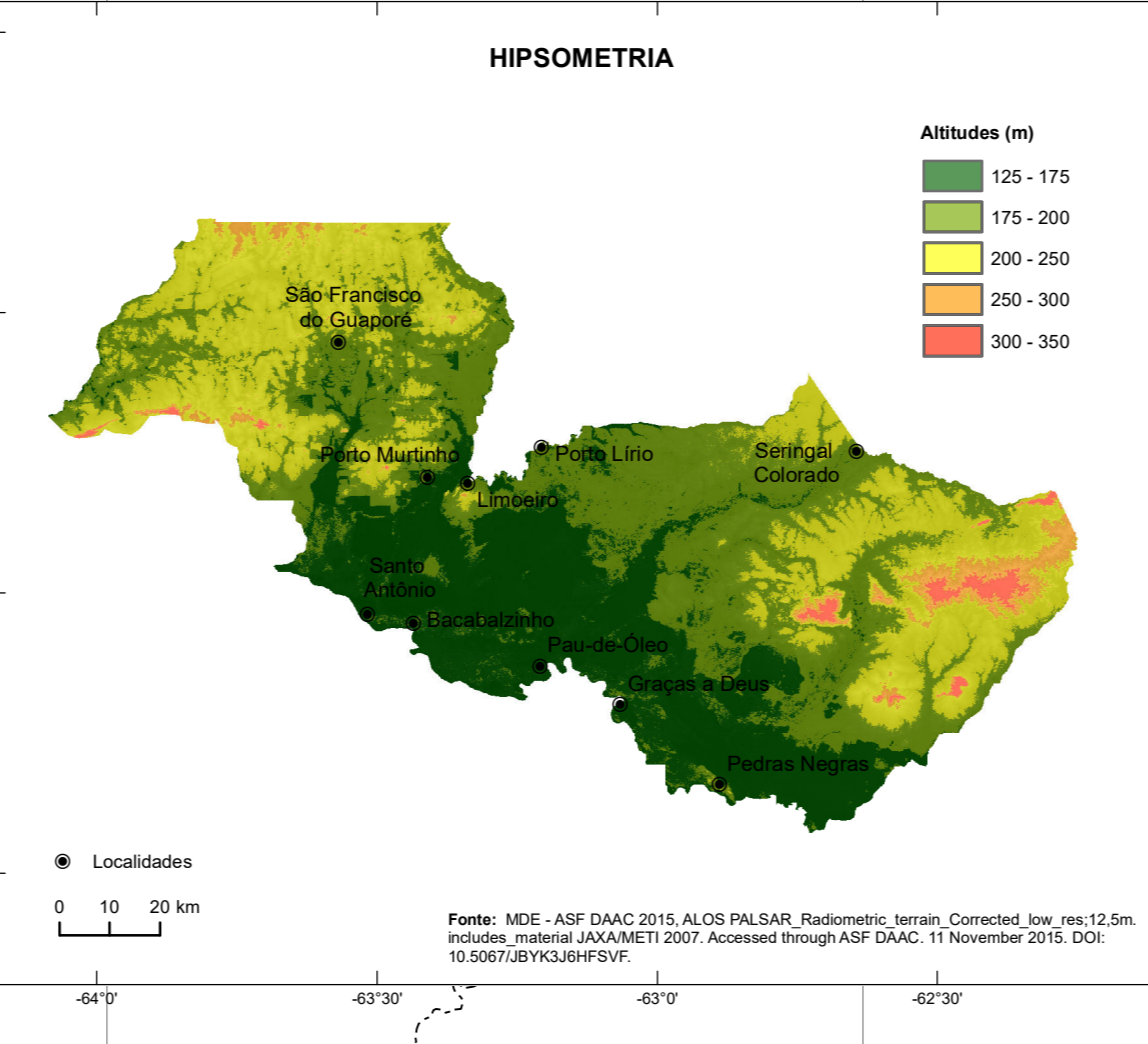 HIPSOMETRIA
Altitudes (m)
125 - 175
175 - 200
200 - 250
250 - 300
300 - 350
São Francisco
do Guaporé
Porto Murtinho
Limoeiro
Porto Lírio
Seringal
Colorado
Santo
Antônio
Bacabalzinho
Pau-de-Óleo
Graças a Deus
Pedras Negras
Localidades
0 10 20 km
Fonte: MDE - ASF DAAC 2015, ALOS PALSAR_Radiometric_terrain_Corrected_low_res;12,5m.
includes_material JAXA/METI 2007. Accessed through ASF DAAC. 11 November 2015. DOI:
10.5067/JBYK3J6HFSVF.
-64°0' -63°30' -63°0' -62°30'